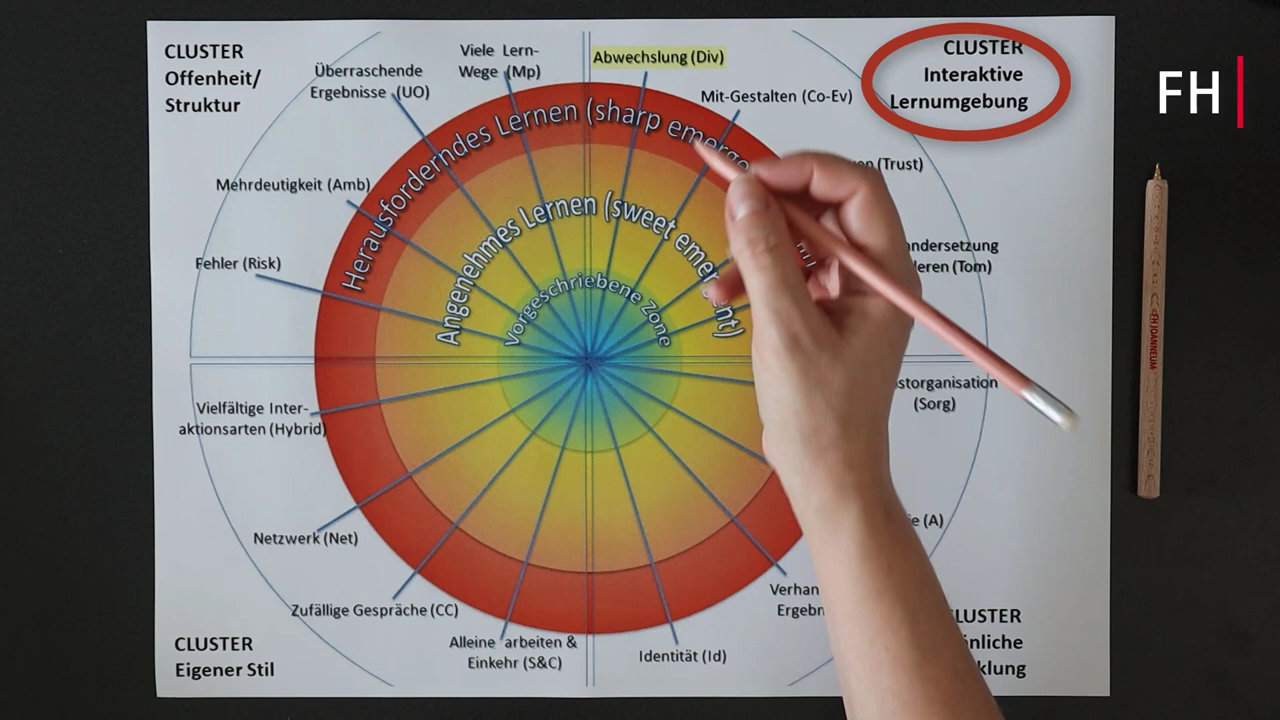 CLUSTER
Offenheit/
Struktur
Überraschende
Ergebnisse (UO)
Viele Lern-
Wege (Mp)
Abwechslung (Div)
Mit-Gestalten (Co-Ev)
CLUSTER
Interaktive
Lernumgebung
FH
(Trust)
Mehrdeutigkeit (Amb)
Fehler (Risk)
Herausforderndes Lernen (sharp
Angenehmes Lernen (sweet
Vorgeschriebene Zone
(Tom)
(Sorg)
FH JOANNEUM
Vielfältige Inter-
aktionsarten (Hybrid)
(A)
Netzwerk (Net)
Zufällige Gespräche (CC)
Alleine arbeiten &
Einkehr (S&C)
Identität (Id)
CLUSTER
Eigener Stil